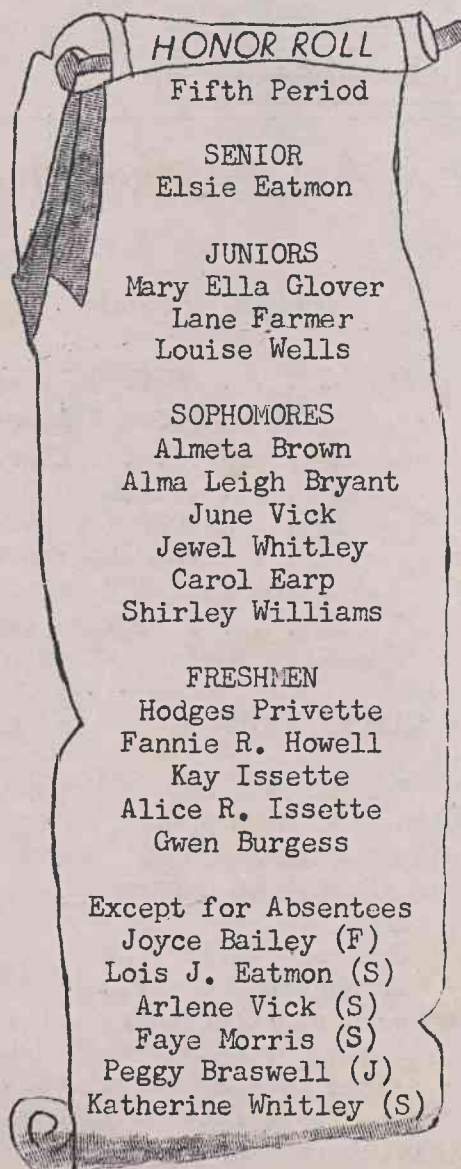 HONOR ROLL
Fifth Period
SENIOR
Elsie Eatmon
JUNIORS
Mary Ella Glover
Lane Farmer
Louise Wells
SOPHOMORES
Almeta Brown
Alma Leigh Bryant
June Vick
Jewel Whitley
Carol Earp
Shirley Williams
FRESHMEN
Hodges Privette
Fannie R. Howell
Kay Issette
Alice R. Issette
Gwen Burgess
Except for Absentees
Joyce Bailey (F)
Lois J. Eatmon (S)
Arlene Vick (S)
Faye Morris (S)
Peggy Braswell (J)
Katherine Whitley (S)